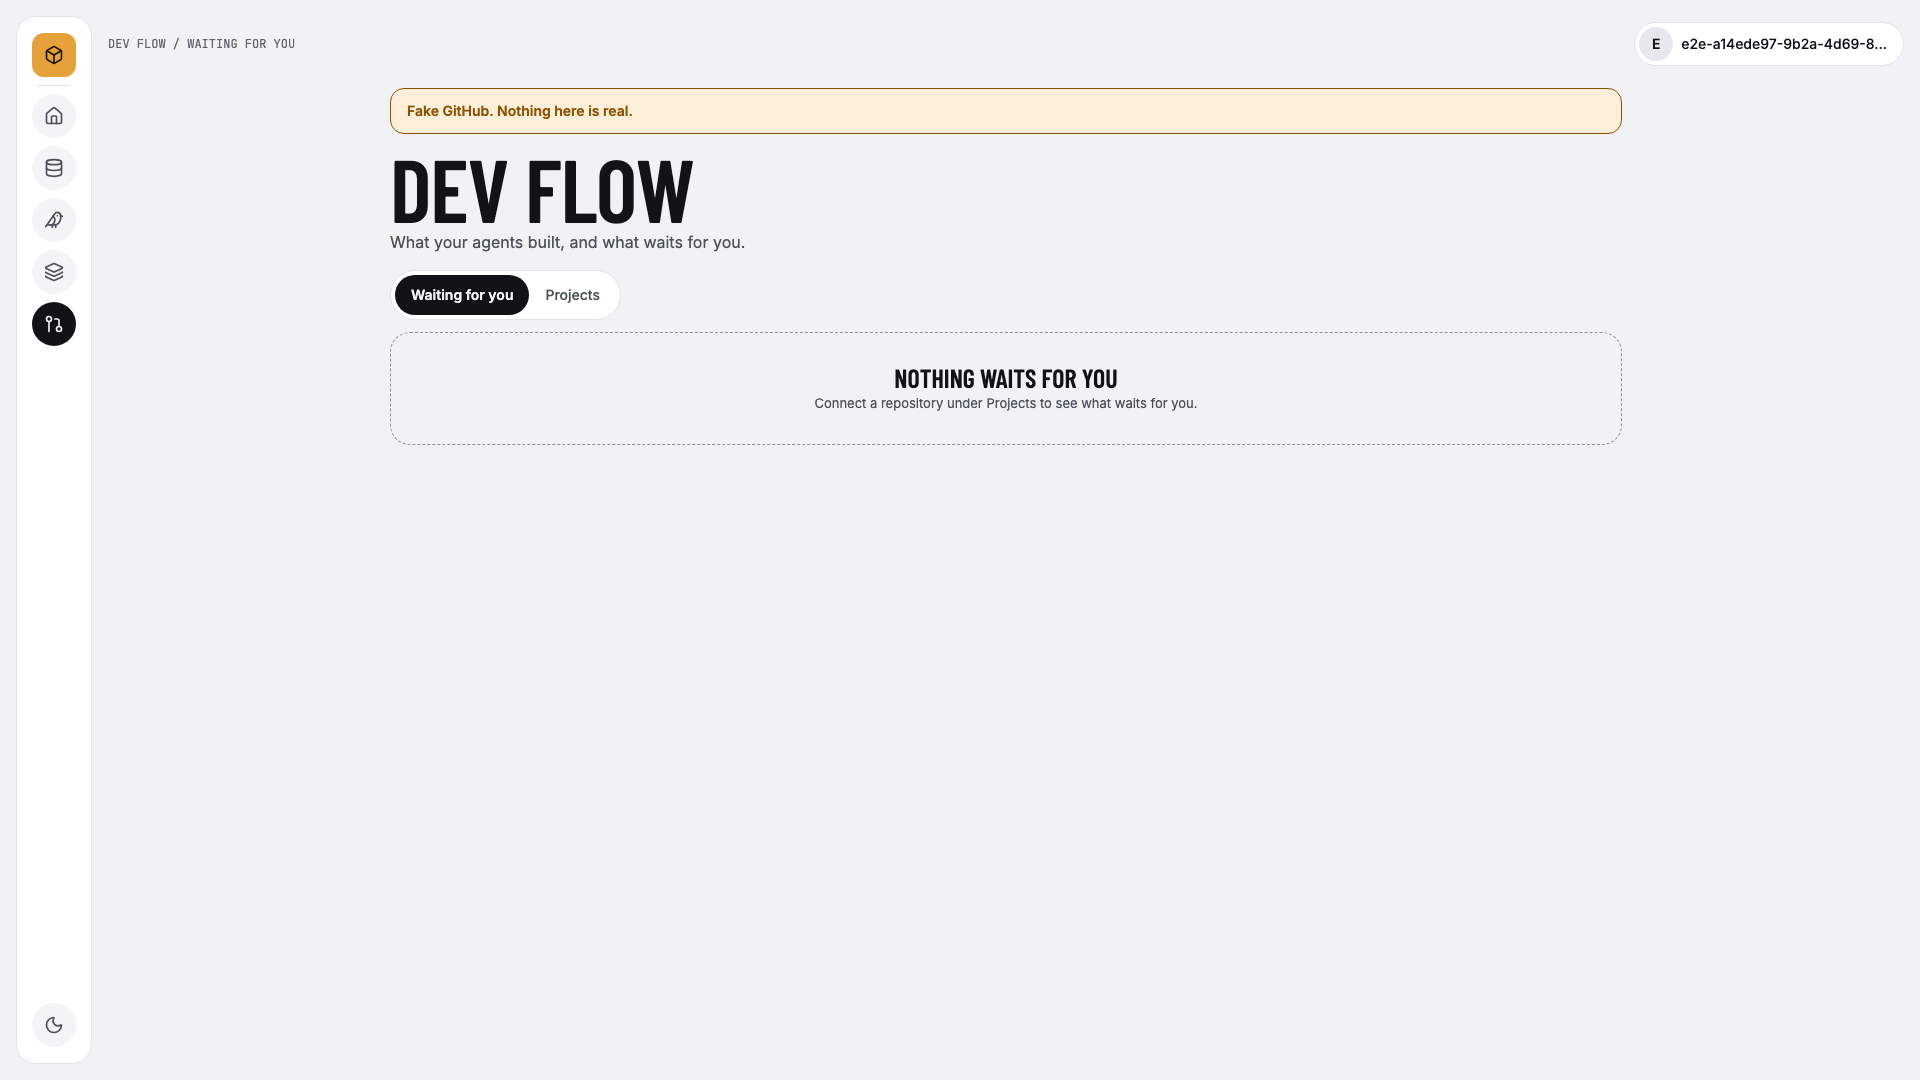 DEV FLOW / WAITING FOR YOU
E e2e-a14ede97-9b2a-4d69-8...
Fake GitHub. Nothing here is real.
DEV FLOW
What your agents built, and what waits for you.
Waiting for you Projects
NOTHING WAITS FOR YOU
Connect a repository under Projects to see what waits for you.